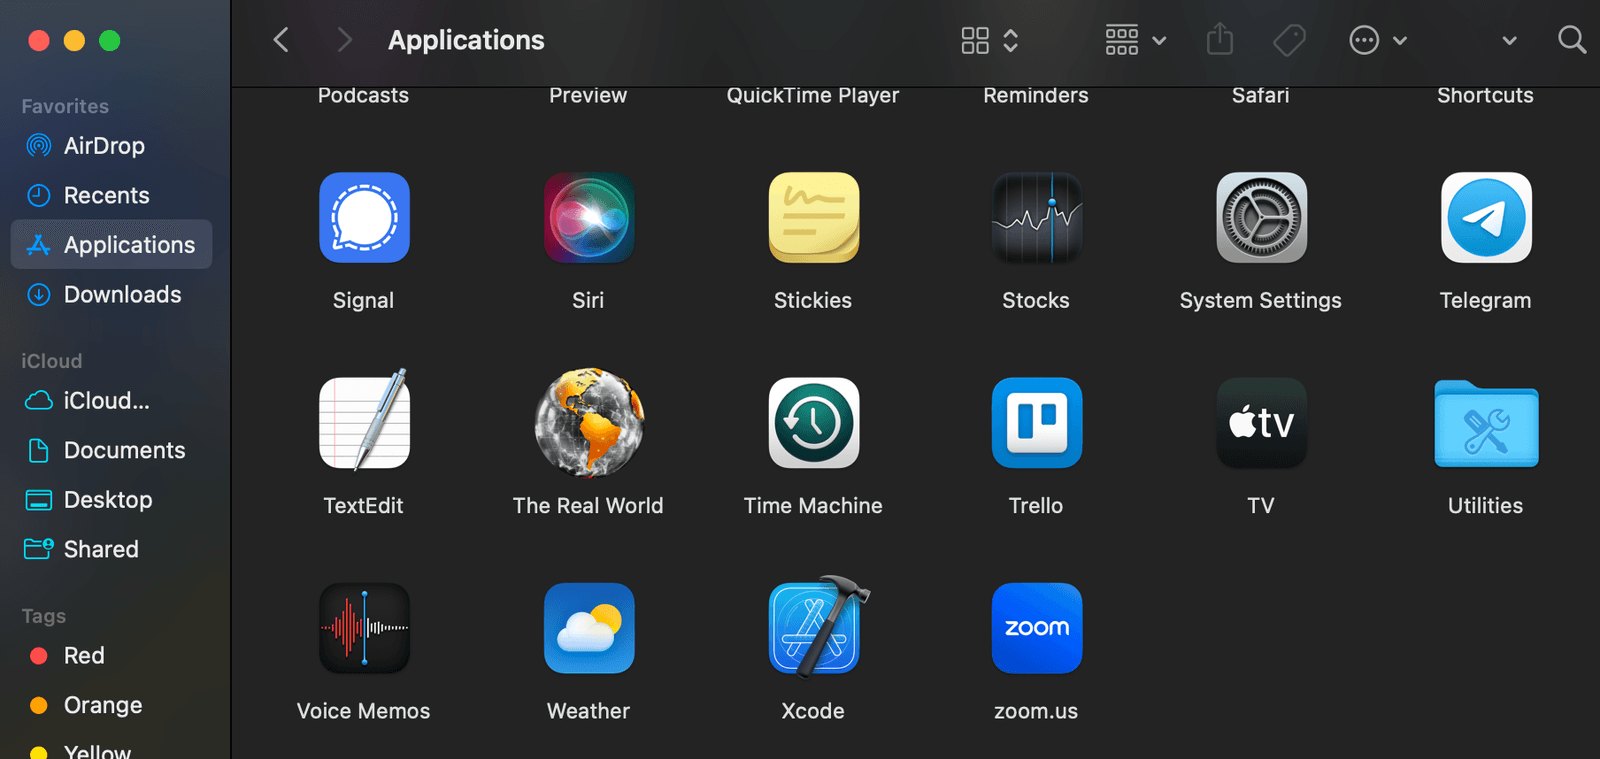 Applications
Favorites
AirDrop
Recents
Applications
Downloads
iCloud
iCloud...
Documents
Desktop
Shared
Tags
Red
Orange
Yellow
Podcasts Preview QuickTime Player Reminders Safari Shortcuts
Signal Siri Stickies Stocks System Settings Telegram
tv
TextEdit The Real World Time Machine Trello TV Utilities
zoom
Voice Memos Weather Xcode zoom.us